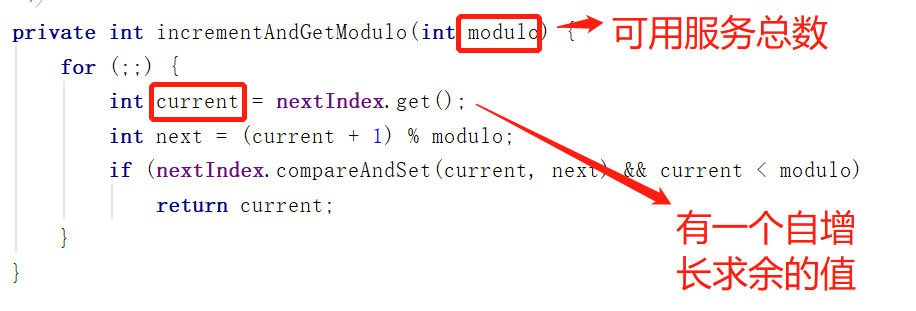 */
private int incrementAndGetModulo(int modulo) {
可用服务总数
for (;;) {
int current = nextIndex.get();
int next = (current + 1) % modulo;
if (nextIndex.compareAndSet(current, next) && current < modulo)
return current;
}
}
有一个自增
长求余的值